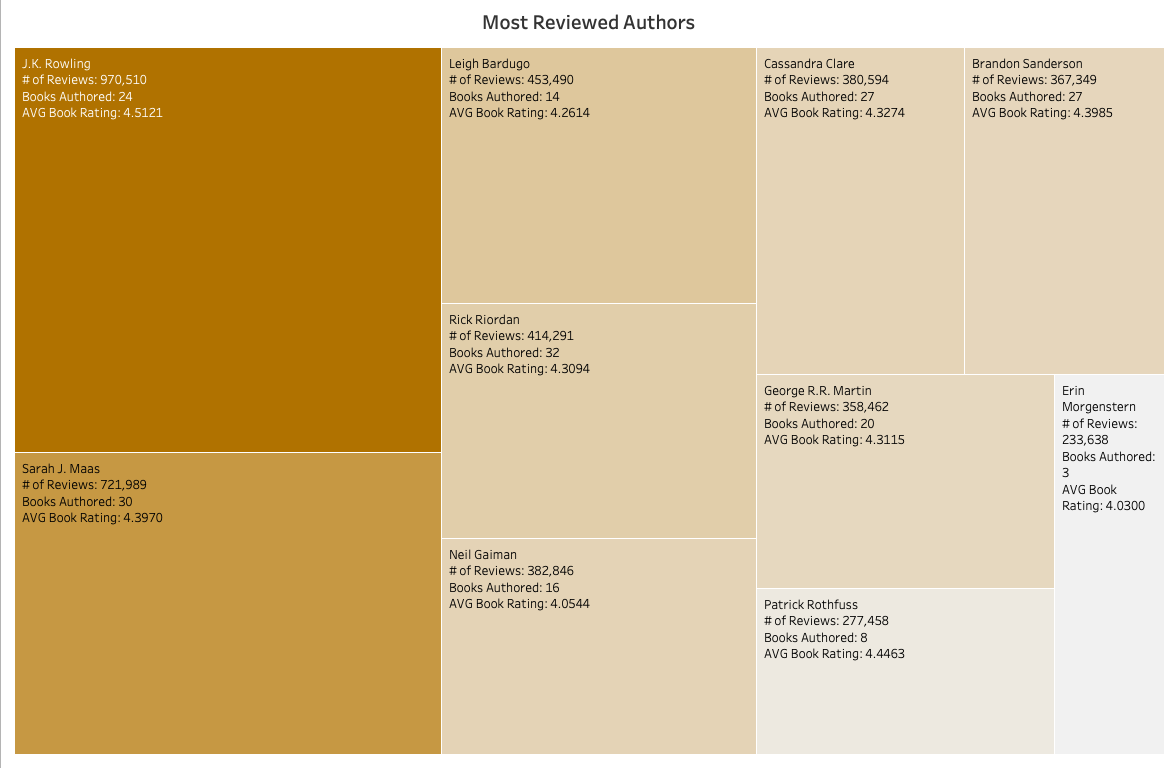 Most Reviewed Authors
J.K. Rowling
# of Reviews: 970,510
Books Authored: 24
AVG Book Rating: 4.5121
Sarah J. Maas
# of Reviews: 721,989
Books Authored: 30
AVG Book Rating: 4.3970
Leigh Bardugo
# of Reviews: 453,490
Books Authored: 14
AVG Book Rating: 4.2614
Rick Riordan
# of Reviews: 414,291
Books Authored: 32
AVG Book Rating: 4.3094
Neil Gaiman
# of Reviews: 382,846
Books Authored: 16
AVG Book Rating: 4.0544
Cassandra Clare
# of Reviews: 380,594
Books Authored: 27
AVG Book Rating: 4.3274
Brandon Sanderson
# of Reviews: 367,349
Books Authored: 27
AVG Book Rating: 4.3985
George R.R. Martin
# of Reviews: 358,462
Books Authored: 20
AVG Book Rating: 4.3115
Patrick Rothfuss
# of Reviews: 277,458
Books Authored: 8
AVG Book Rating: 4.4463
Erin
Morgenstern
# of Reviews:
233,638
Books Authored:
3
AVG Book
Rating: 4.0300